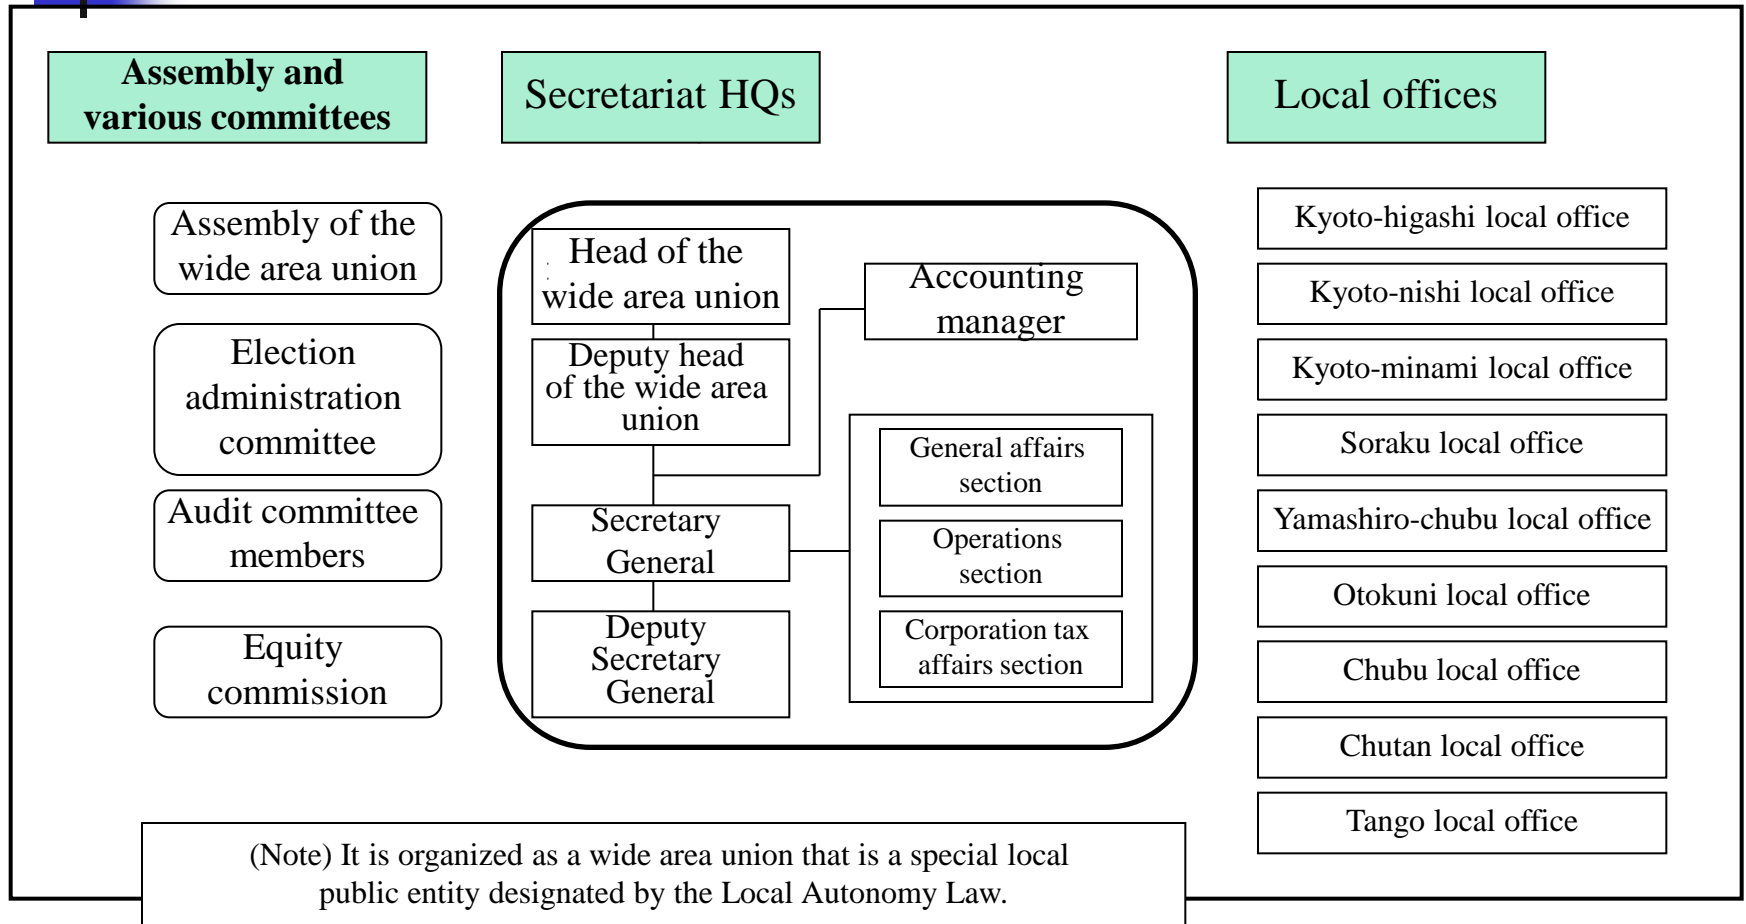 Assembly and
various committees
Secretariat HQs
Local offices
Assembly of the
wide area union
Election
administration
committee
Audit committee
members
Equity
commission
Head of the
wide area union
Deputy head
of the wide area
union
Secretary
General
Deputy
Secretary
General
Accounting
manager
General affairs
section
Operations
section
Corporation tax
affairs section
Kyoto-higashi local office
Kyoto-nishi local office
Kyoto-minami local office
Soraku local office
Yamashiro-chubu local office
Otokuni local office
Chubu local office
Chutan local office
Tango local office
(Note) It is organized as a wide area union that is a special local
public entity designated by the Local Autonomy Law.